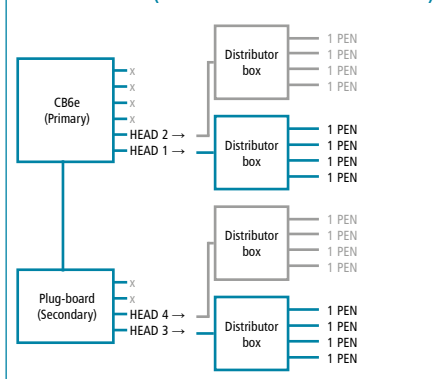 1 PEN
1 PEN
1 PEN
1 PEN
Distributor
box
x
x
x
x
HEAD 2 →
HEAD 1 →
CB6e
(Primary)
Distributor
box
1 PEN
1 PEN
1 PEN
1 PEN
Distributor
box
1 PEN
1 PEN
1 PEN
1 PEN
x
x
HEAD 4 →
HEAD 3 →
Plug-board
(Secondary)
Distributor
box
1 PEN
1 PEN
1 PEN
1 PEN